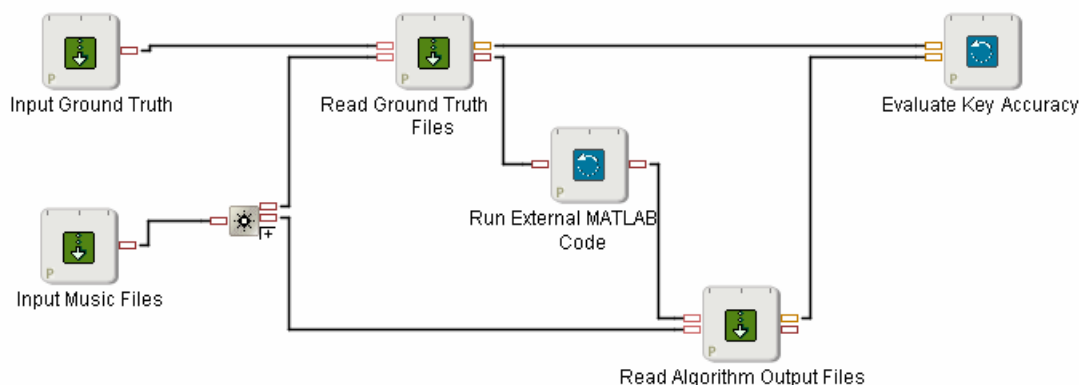 Input Ground Truth
Read Ground Truth
Files
Evaluate Key Accuracy
Run External MATLAB
Code
Input Music Files
Read Algorithm Output Files
P
P
P
P
P
P